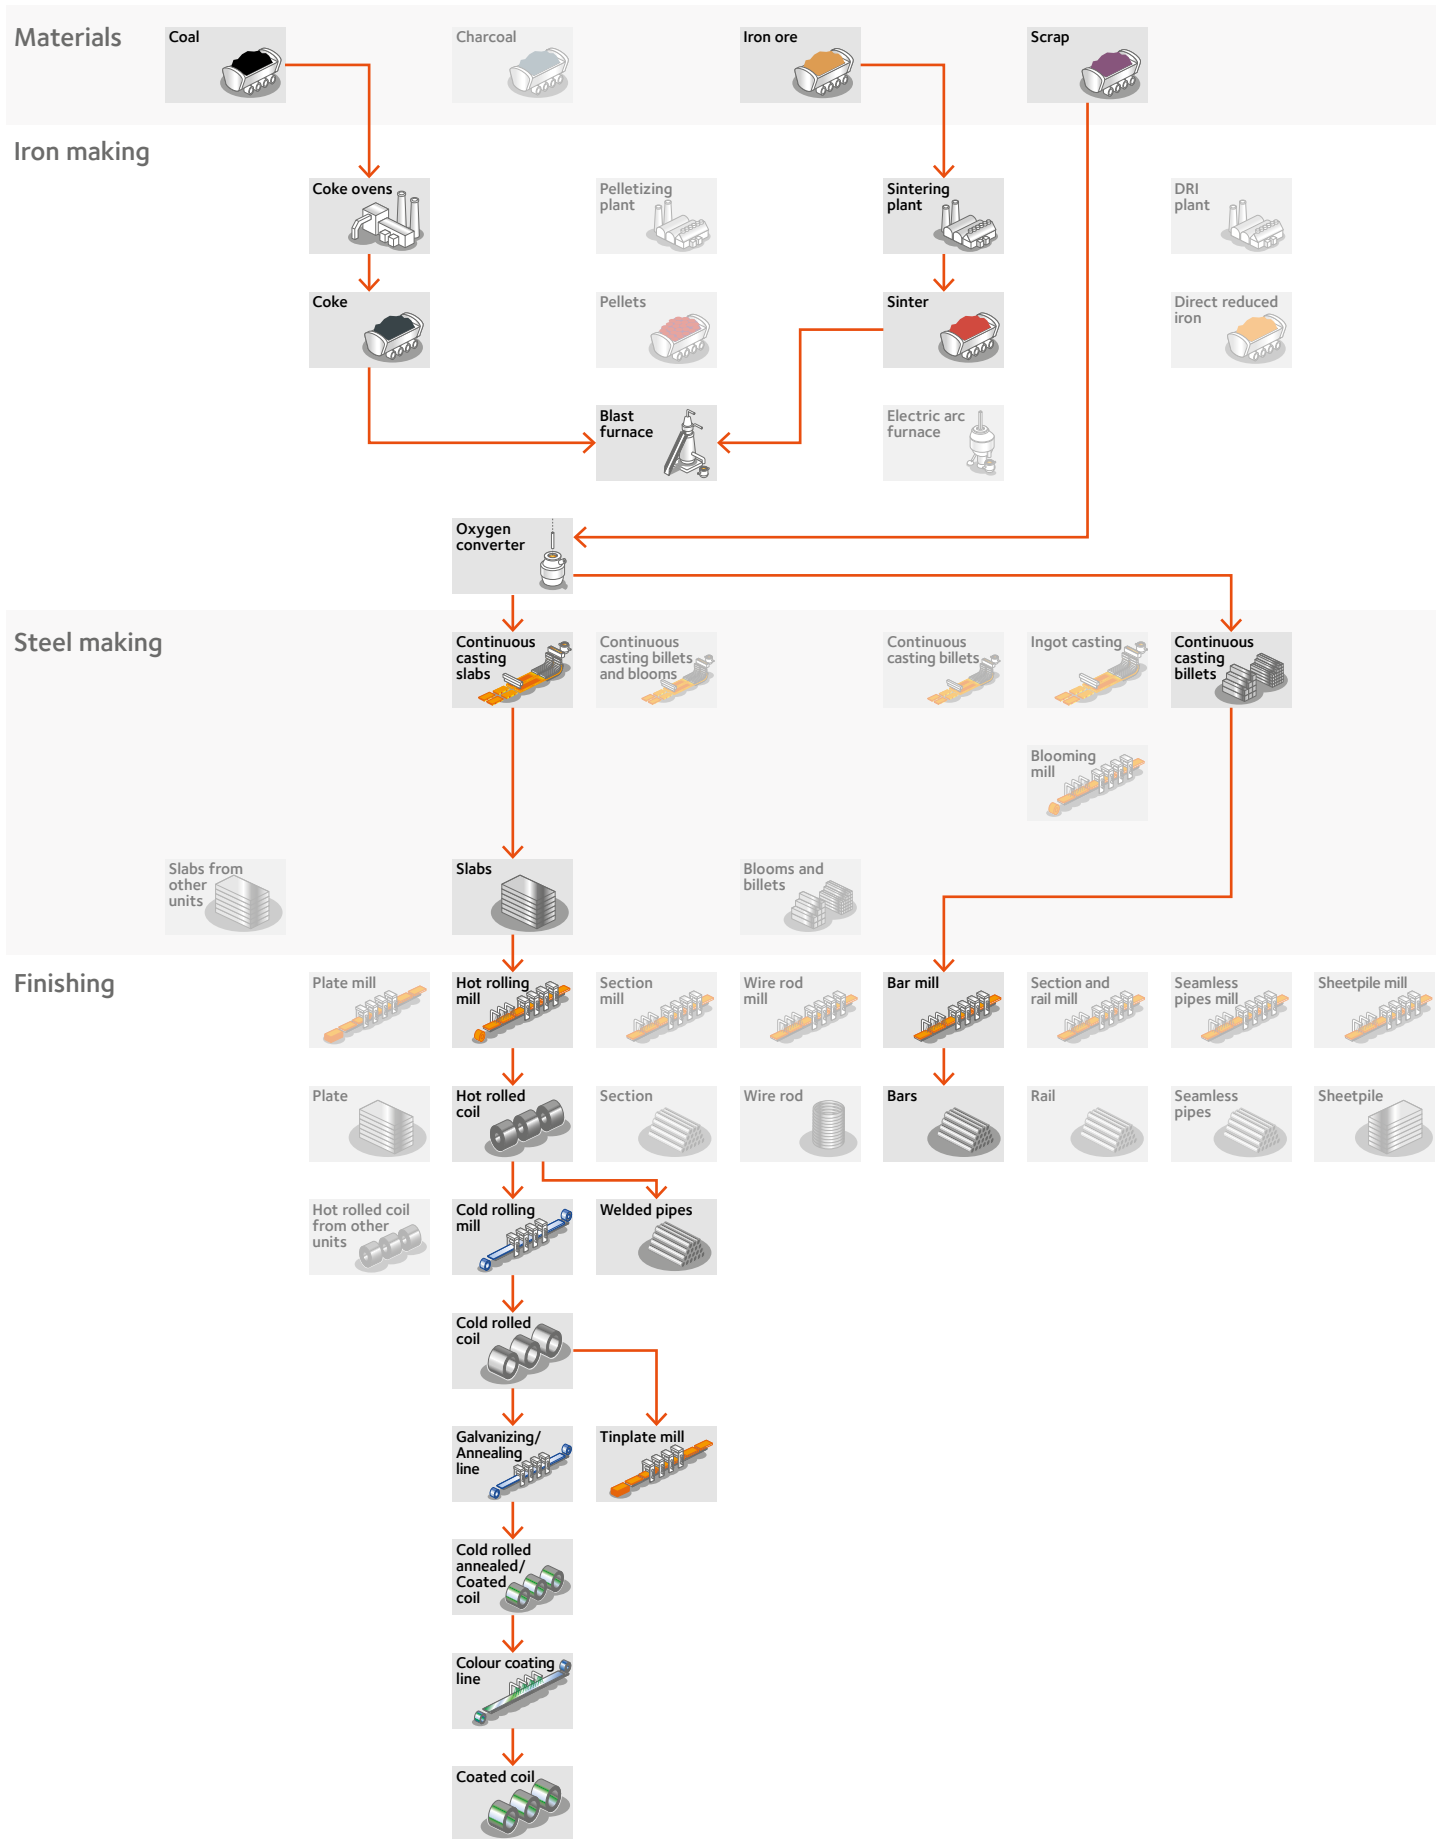 Materials
Coal
Charcoal
Iron ore
Scrap
Iron making
Coke ovens
Pelletizing
plant
Sintering
plant
DRI
plant
Coke
Pellets
Sinter
Direct reduced
iron
Blast
furnace
Electric arc
furnace
Oxygen
converter
Steel making
Continuous
casting
slabs
Continuous
casting billets
and blooms
Continuous
casting billets
Ingot casting
Continuous
casting
billets
Blooming
mill
Slabs from
other
units
Slabs
Blooms and
billets
Finishing
Plate mill
Hot rolling
mill
Section
mill
Wire rod
mill
Bar mill
Section and
rail mill
Seamless
pipes mill
Sheetpile mill
Plate
Hot rolled
coil
Section
Wire rod
Bars
Rail
Seamless
pipes
Sheetpile
Hot rolled coil
from other
units
Cold rolling
mill
Welded pipes
Cold rolled
coil
Galvanizing/
Annealing
line
Tinplate mill
Cold rolled
annealed/
Coated
coil
Colour coating
line
Coated coil